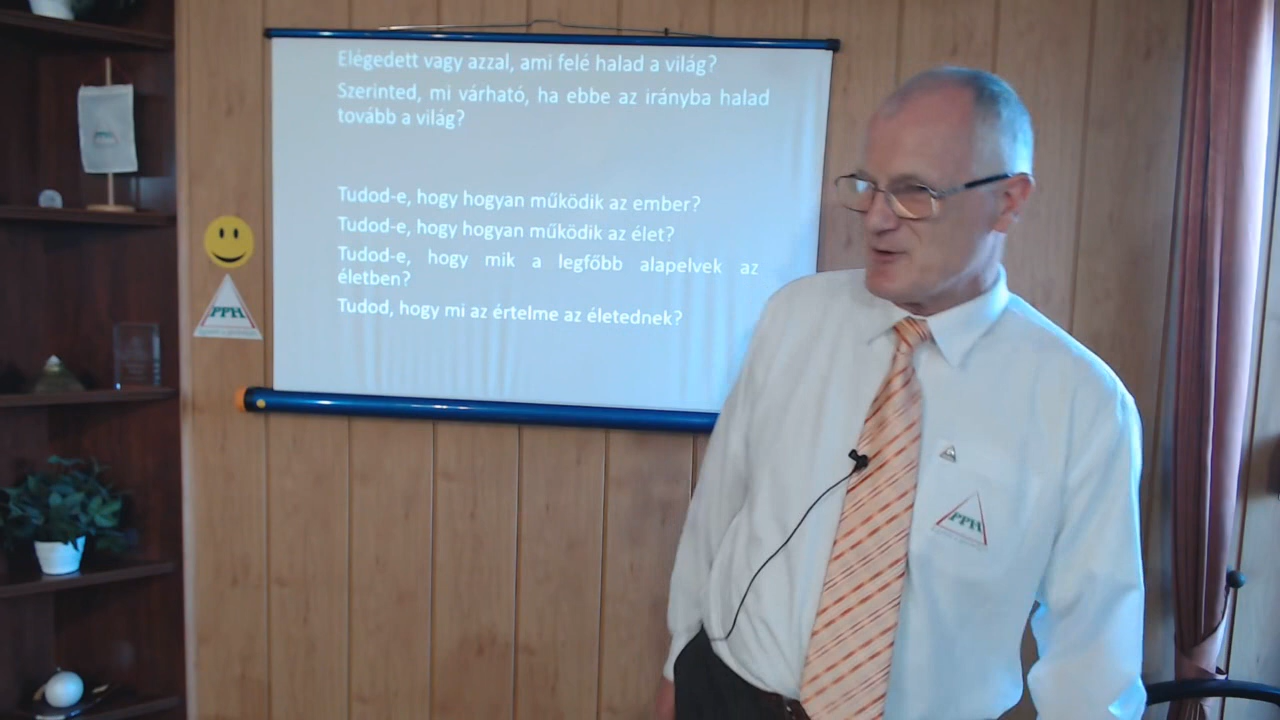 Elégedett vagy azzal, ami felé halad a világ?
Szerinted, mi várható, ha ebbe az irányba halad
tovább a világ?
Tudod-e, hogy hogyan működik az ember?
Tudod-e, hogy hogyan működik az élet?
Tudod-e, hogy mik a legfőbb alapelvek az
életben?
Tudod, hogy mi az értelme az életednek?
PPH
PPH